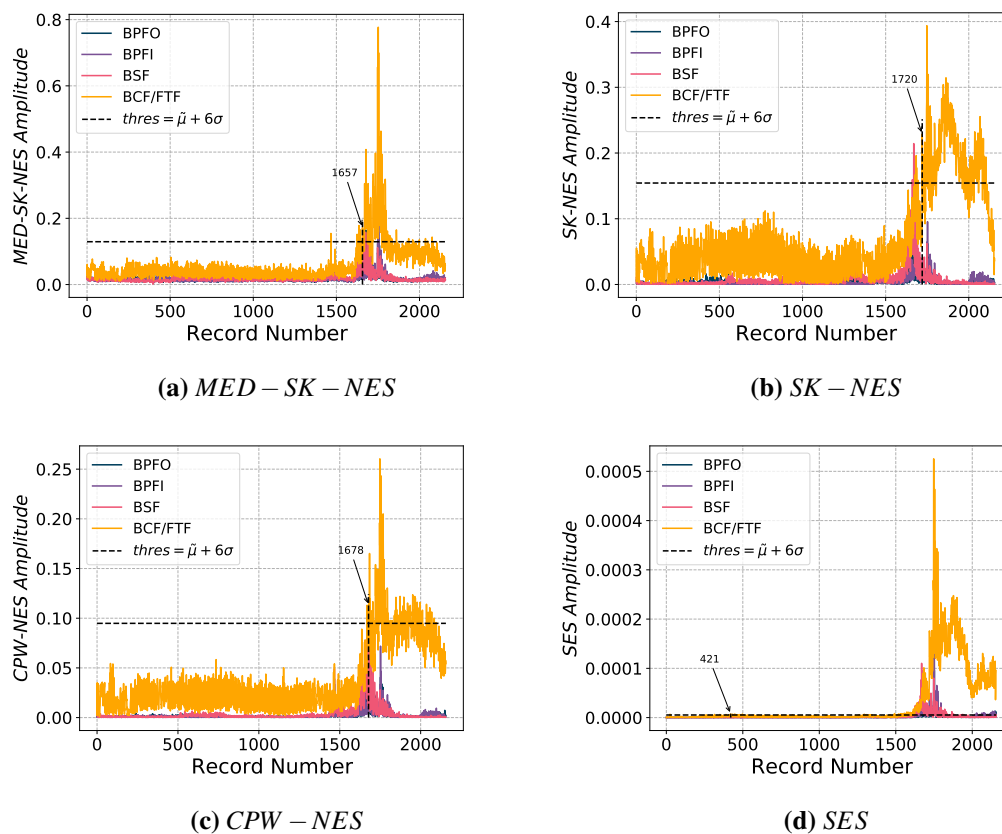 MED-SK-NES Amplitude
0.8
0.6
0.4
0.2
0.0
BPFO
BPFI
BSF
BCF/FTF
thres = μ̃ + 6σ
1657
0 500 1000 1500 2000
Record Number
(a) MED − SK − NES
SK-NES Amplitude
0.4
0.3
0.2
0.1
0.0
BPFO
BPFI
BSF
BCF/FTF
thres = μ̃ + 6σ
1720
0 500 1000 1500 2000
Record Number
(b) SK − NES
CPW-NES Amplitude
0.25
0.20
0.15
0.10
0.05
0.00
BPFO
BPFI
BSF
BCF/FTF
thres = μ̃ + 6σ
1678
0 500 1000 1500 2000
Record Number
(c) CPW − NES
SES Amplitude
0.0005
0.0004
0.0003
0.0002
0.0001
0.0000
BPFO
BPFI
BSF
BCF/FTF
thres = μ̃ + 6σ
421
0 500 1000 1500 2000
Record Number
(d) SES